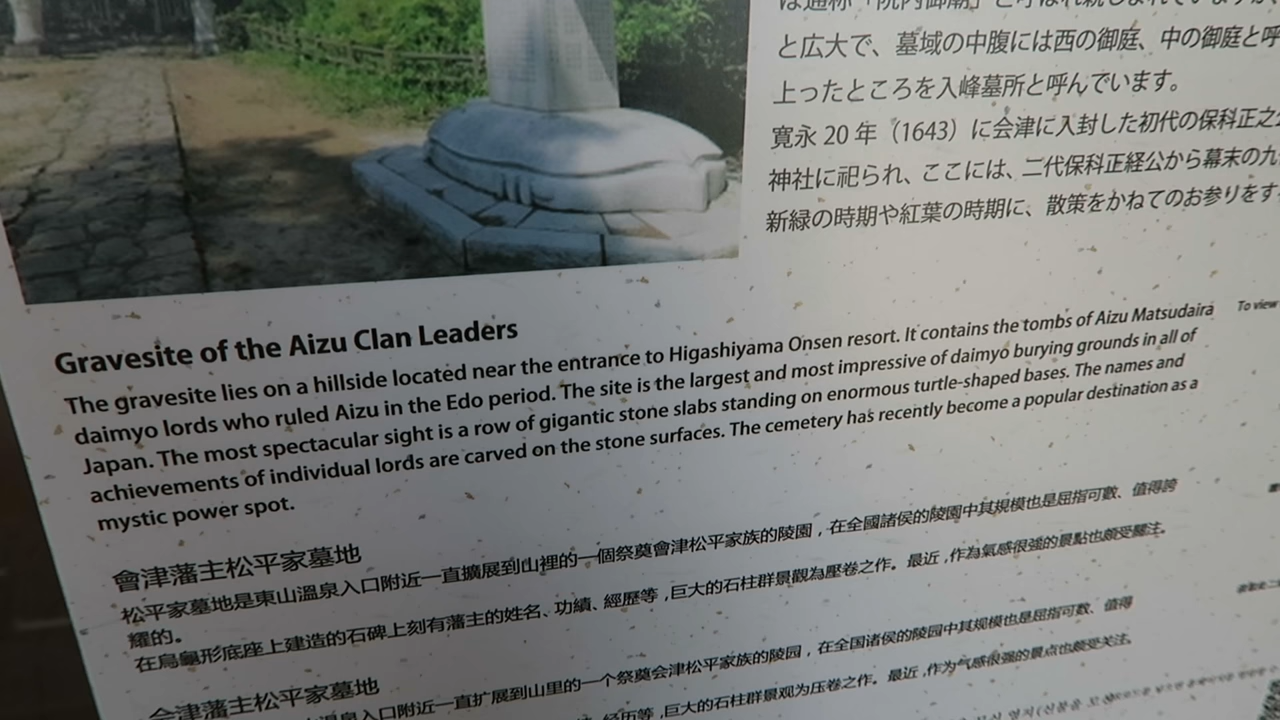 と広大で、墓域の中腹には西の御庭、中の御庭と呼
上ったところを入峰墓所と呼んでいます。
寛永 20 年（1643）に会津に入封した初代の保科正之
神社に祀られ、ここには、二代保科正経公から幕末の九
新緑の時期や紅葉の時期に、散策をかねてのお参りをす
Gravesite of the Aizu Clan Leaders
The gravesite lies on a hillside located near the entrance to Higashiyama Onsen resort. It contains the tombs of Aizu Matsudaira
daimyo lords who ruled Aizu in the Edo period. The site is the largest and most impressive of daimyo burying grounds in all of
Japan. The most spectacular sight is a row of gigantic stone slabs standing on enormous turtle-shaped bases. The names and
achievements of individual lords are carved on the stone surfaces. The cemetery has recently become a popular destination as a
mystic power spot.
To view
會津藩主松平家墓地
松平家墓地是東山溫泉入口附近一直擴展到山裡的一個祭奠會津松平家族的陵園，在全國諸侯的陵園中其規模也是屈指可數、值得誇
耀的。
在烏龜形底座上建造的石碑上刻有藩主的姓名、功績、經歷等，巨大的石柱群景觀為壓卷之作。最近，作為氣感很強的景點也頗受關注。
会津藩主松平家墓地
温泉入口附近一直扩展到山里的一个祭奠会津松平家族的陵园，在全国诸侯的陵园中其规模也是屈指可数、值得
经历等，巨大的石柱群景观为压卷之作。最近，作为气感很强的景点也颇受关注。